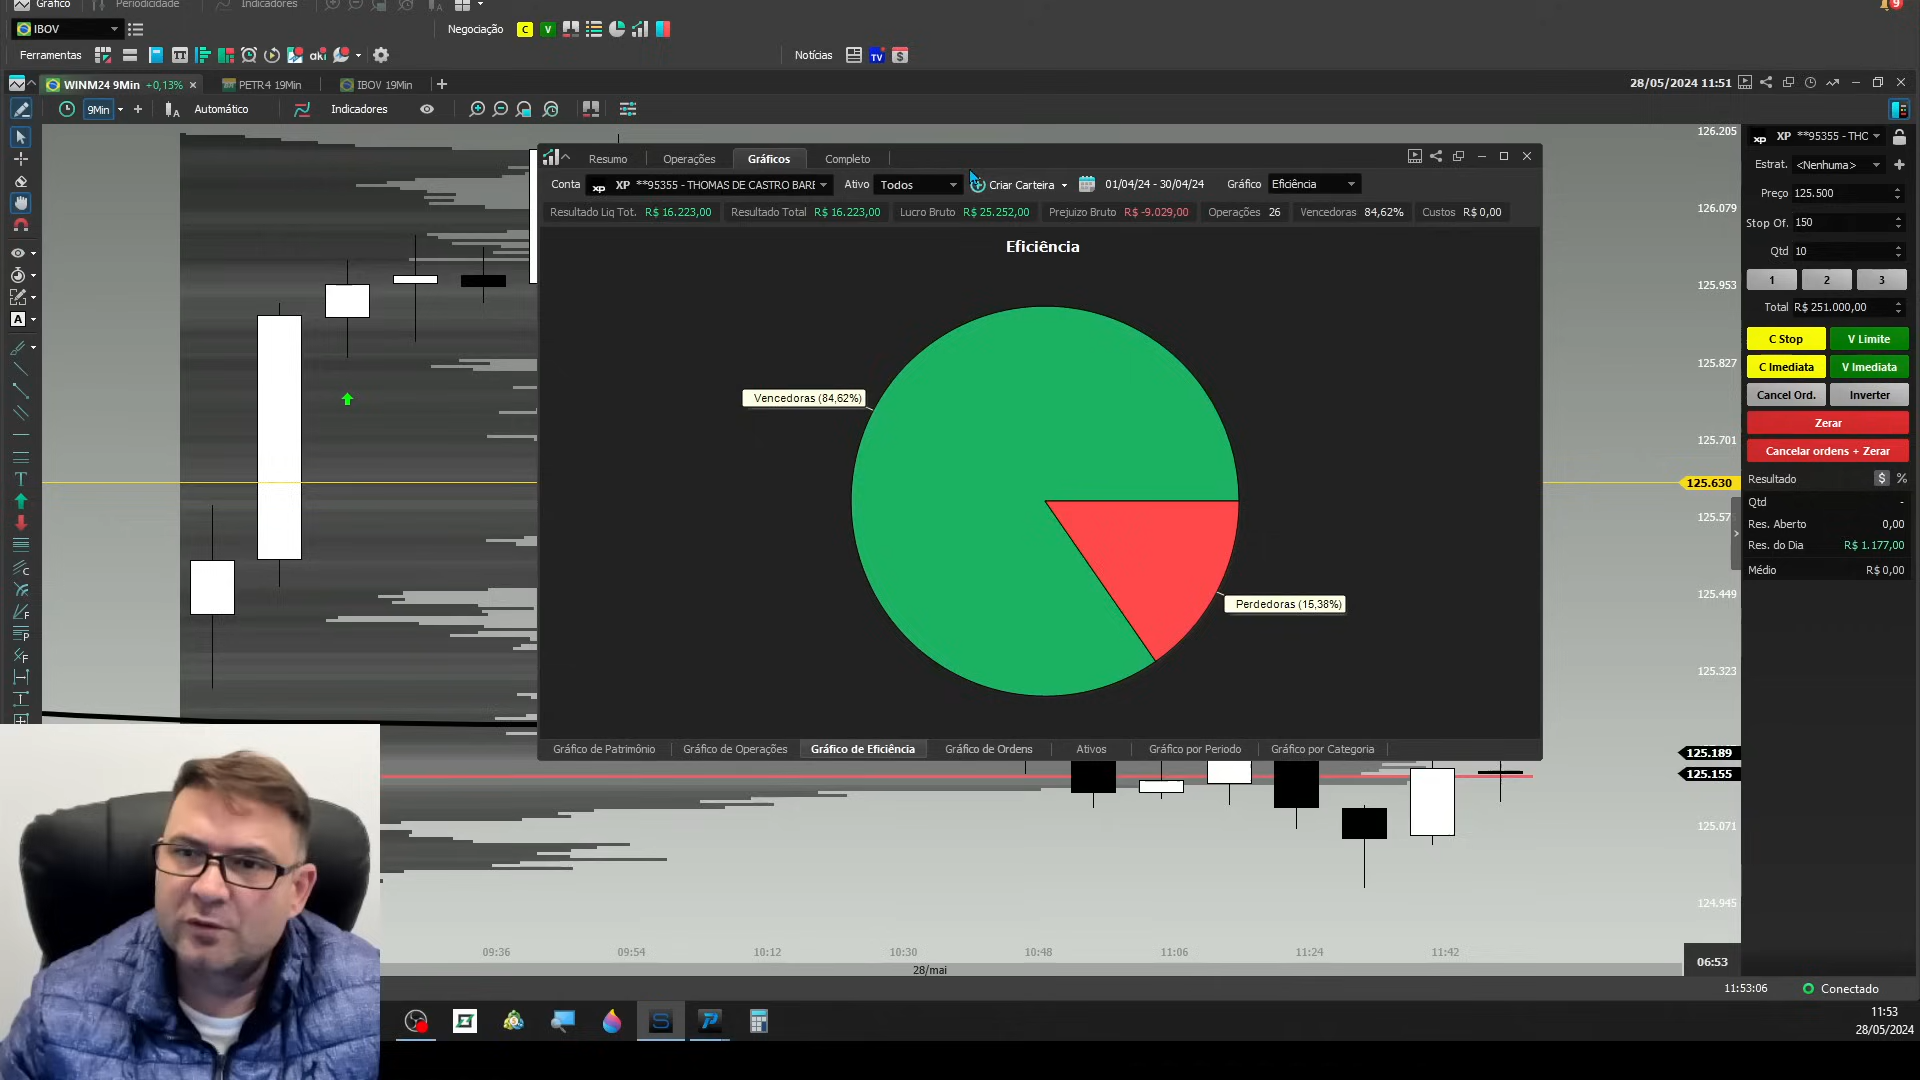 Gráfico Periodicidade Indicadores 9
IBOV Negociação C V
Ferramentas aki Notícias TV $
WINM24 9Min +0,13% × PETR4 19Min IBOV 19Min + 28/05/2024 11:51
9Min + A Automático Indicadores
126.205
126.079
125.953
125.827
125.701
125.630
125.449
125.323
125.189
125.155
125.071
124.945
Resumo Operações Gráficos Completo
Conta xp XP **95355 - THOMAS DE CASTRO Ativo Todos Criar Carteira 01/04/24 - 30/04/24 Gráfico Eficiência
Resultado Liq Tot. R$ 16.223,00 Resultado Total R$ 16.223,00 Lucro Bruto R$ 25.252,00 Prejuizo Bruto R$ -9.029,00 Operações 26 Vencedoras 84,62% Custos R$ 0,00
Eficiência
Vencedoras (84,62%)
Perdedoras (15,38%)
Gráfico de Patrimônio Gráfico de Operações Gráfico de Eficiência Gráfico de Ordens Ativos Gráfico por Periodo Gráfico por Categoria
xp XP **95355 - THC
Estrat. <Nenhuma> +
Preço 125.500
Stop Of. 150
Qtd 10
1 2 3
Total R$ 251.000,00
C Stop V Limite
C Imediata V Imediata
Cancel Ord. Inverter
Zerar
Cancelar ordens + Zerar
Resultado $ %
Qtd -
Res. Aberto 0,00
Res. do Dia R$ 1.177,00
Médio R$ 0,00
09:36 09:54 10:12 10:30 10:48 11:06 11:24 11:42 06:53
28/mai
11:53:06 Conectado
11:53
28/05/2024